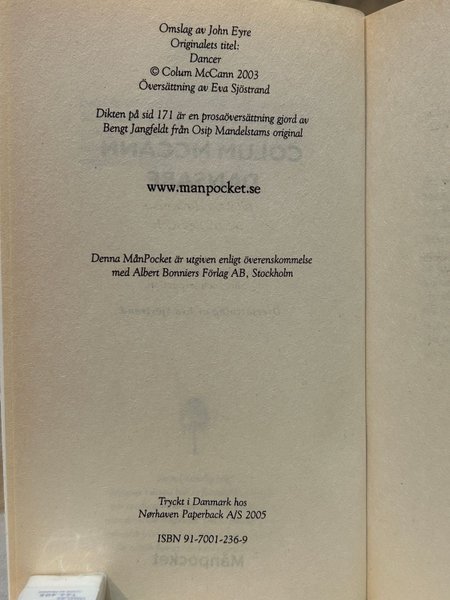 Omslag av John Eyre
Originalets titel:
Dancer
© Colum McCann 2003
Översättning av Eva Sjöstrand
Dikten på sid 171 är en prosaöversättning gjord av
Bengt Jangfeldt från Osip Mandelstams original
www.manpocket.se
Denna MånPocket är utgiven enligt överenskommelse
med Albert Bonniers Förlag AB, Stockholm
Tryckt i Danmark hos
Nørhaven Paperback A/S 2005
ISBN 91-7001-236-9